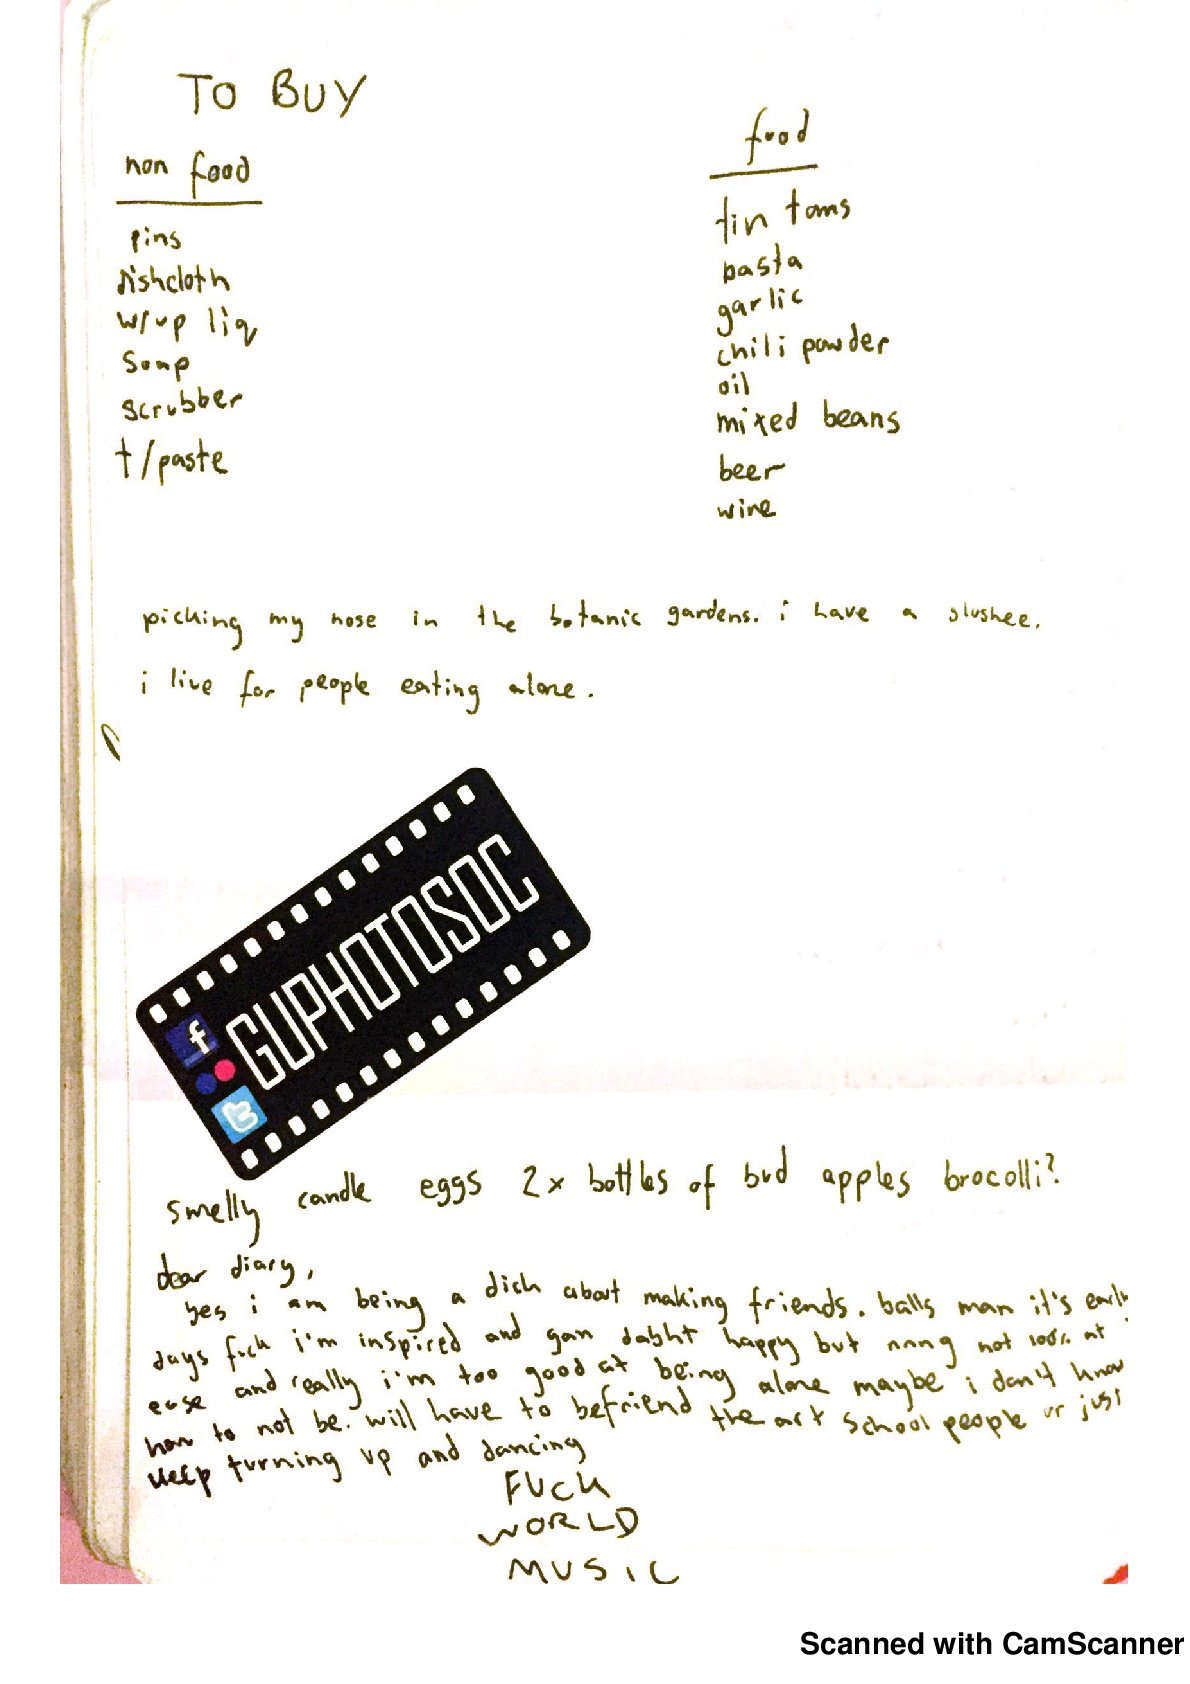 TO BUY
non food
pins
dishcloth
w/up liq
soap
scrubber
t/paste
food
tin toms
pasta
garlic
chili powder
oil
mixed beans
beer
wine
picking my nose in the botanic gardens. i have a slushee.
i live for people eating alone.
GUPHOTOSOC
smelly candle eggs 2x bottles of bud apples brocolli?
dear diary,
yes i am being a dick about making friends. balls man it's early
days fuck i'm inspired and gan dabht happy but nnng not 100% at
ease and really i'm too good at being alone maybe i don't know
how to not be. will have to befriend the art school people or just
keep turning up and dancing
FUCK
WORLD
MUSIC
Scanned with CamScanner